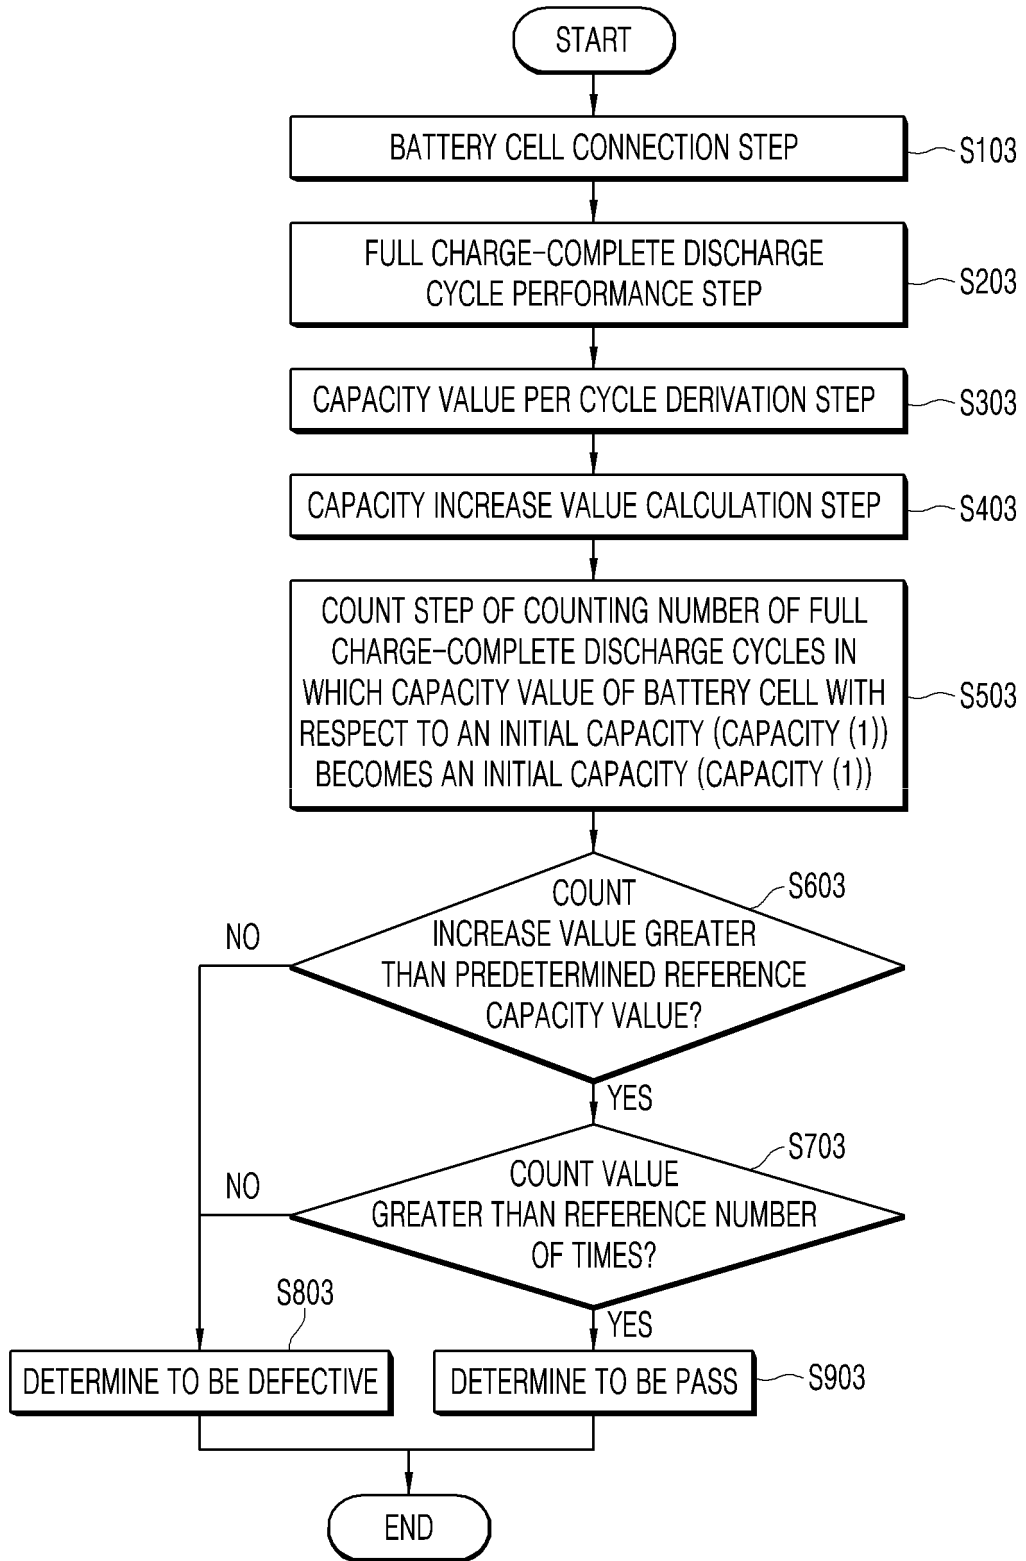 START
BATTERY CELL CONNECTION STEP
S103
FULL CHARGE-COMPLETE DISCHARGE
CYCLE PERFORMANCE STEP
S203
CAPACITY VALUE PER CYCLE DERIVATION STEP
S303
CAPACITY INCREASE VALUE CALCULATION STEP
S403
COUNT STEP OF COUNTING NUMBER OF FULL
CHARGE-COMPLETE DISCHARGE CYCLES IN
WHICH CAPACITY VALUE OF BATTERY CELL WITH
RESPECT TO AN INITIAL CAPACITY (CAPACITY (1))
BECOMES AN INITIAL CAPACITY (CAPACITY (1))
S503
S603
COUNT
INCREASE VALUE GREATER
THAN PREDETERMINED REFERENCE
CAPACITY VALUE?
NO
YES
S703
COUNT VALUE
GREATER THAN REFERENCE NUMBER
OF TIMES?
NO
YES
S803
DETERMINE TO BE DEFECTIVE
DETERMINE TO BE PASS
S903
END